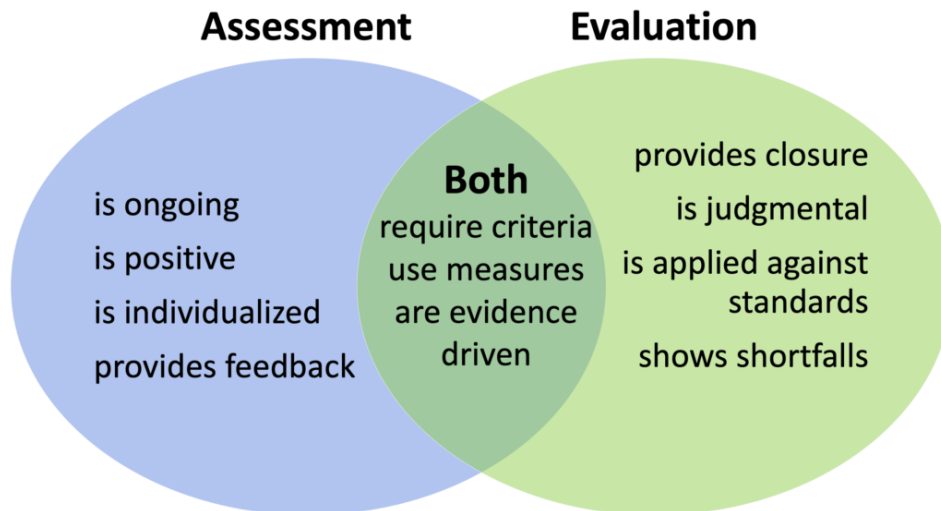 Assessment
Evaluation
is ongoing
is positive
is individualized
provides feedback
Both
require criteria
use measures
are evidence
driven
provides closure
is judgmental
is applied against
standards
shows shortfalls